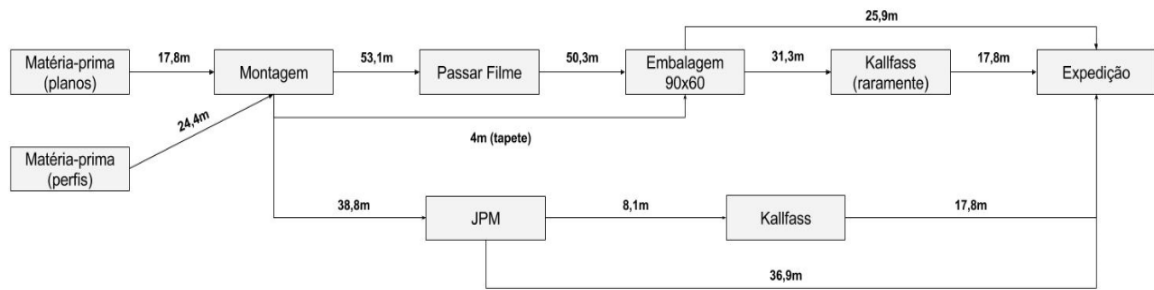 25,9m
Matéria-prima
(planos)
17,8m
Montagem
53,1m
Passar Filme
50,3m
Embalagem
90x60
31,3m
Kallfass
(raramente)
17,8m
Expedição
24,4m
4m (tapete)
Matéria-prima
(perfis)
38,8m
JPM
8,1m
Kallfass
17,8m
36,9m